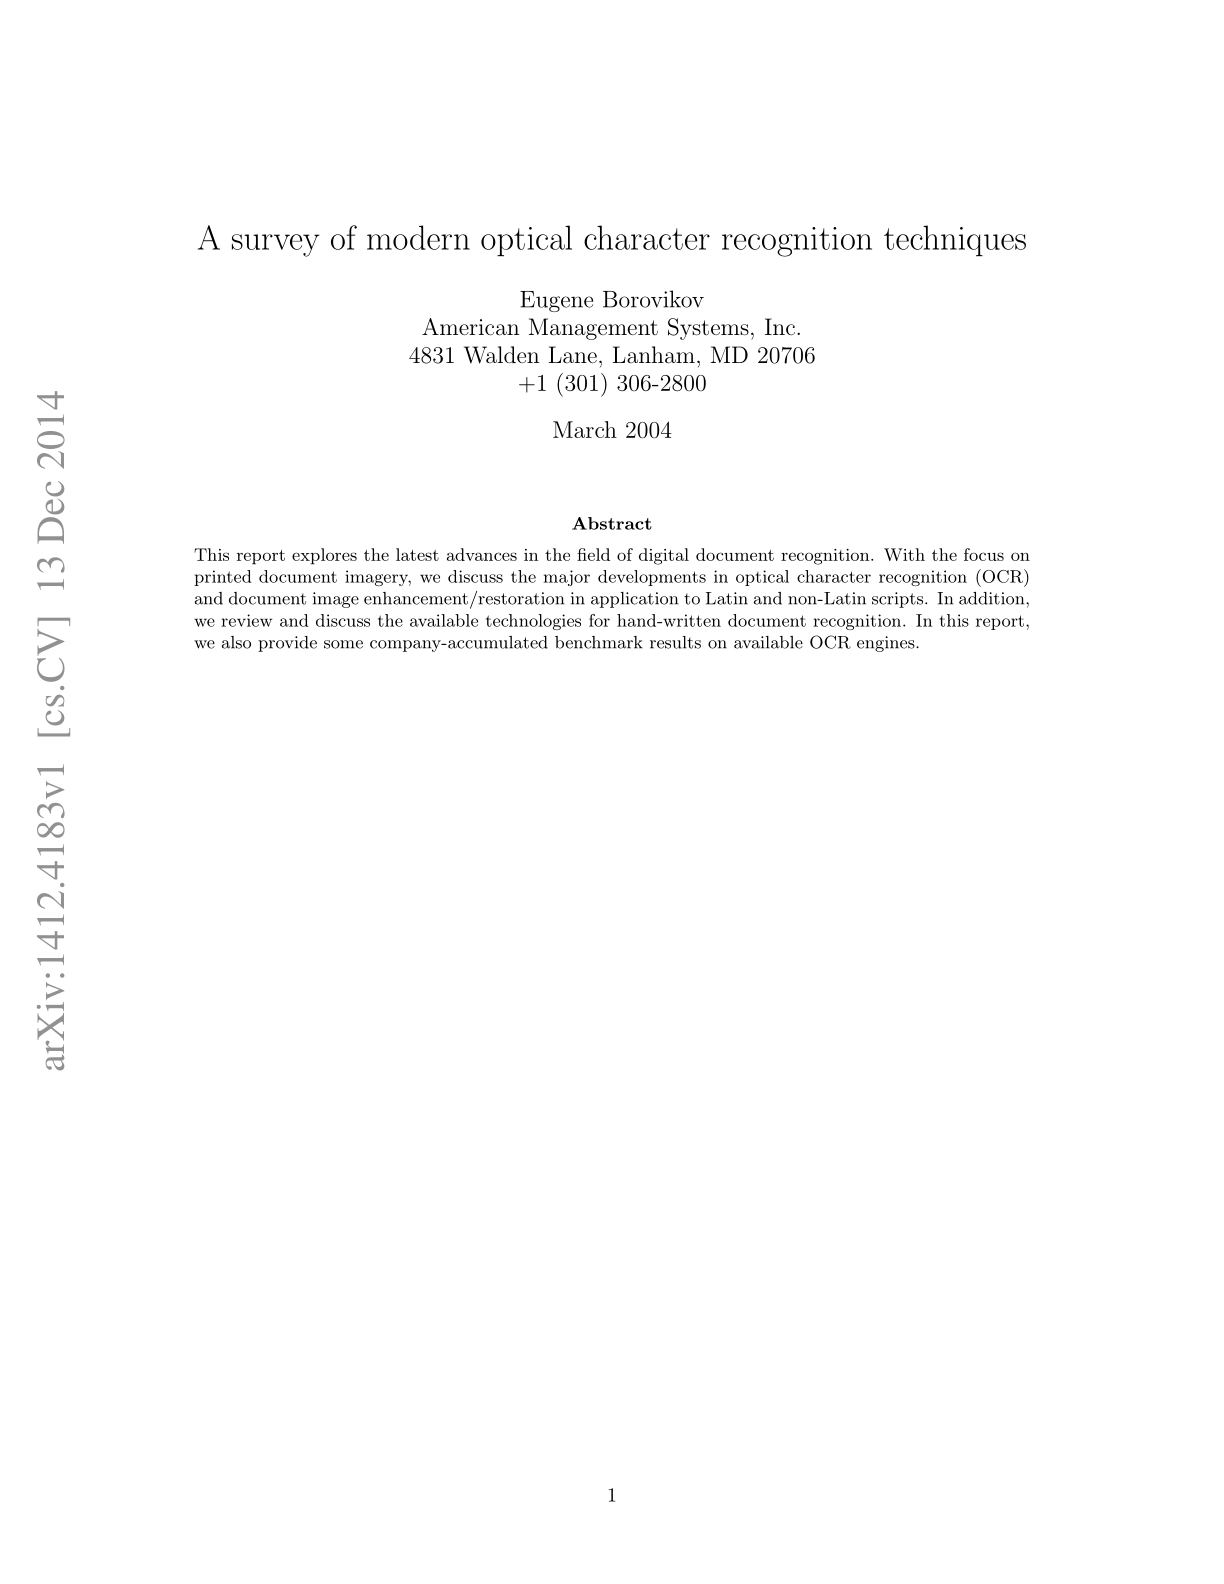 A survey of modern optical character recognition techniques
Eugene Borovikov
American Management Systems, Inc.
4831 Walden Lane, Lanham, MD 20706
+1 (301) 306-2800
March 2004
Abstract
This report explores the latest advances in the field of digital document recognition. With the focus on
printed document imagery, we discuss the major developments in optical character recognition (OCR)
and document image enhancement/restoration in application to Latin and non-Latin scripts. In addition,
we review and discuss the available technologies for hand-written document recognition. In this report,
we also provide some company-accumulated benchmark results on available OCR engines.
arXiv:1412.4183v1 [cs.CV] 13 Dec 2014
1